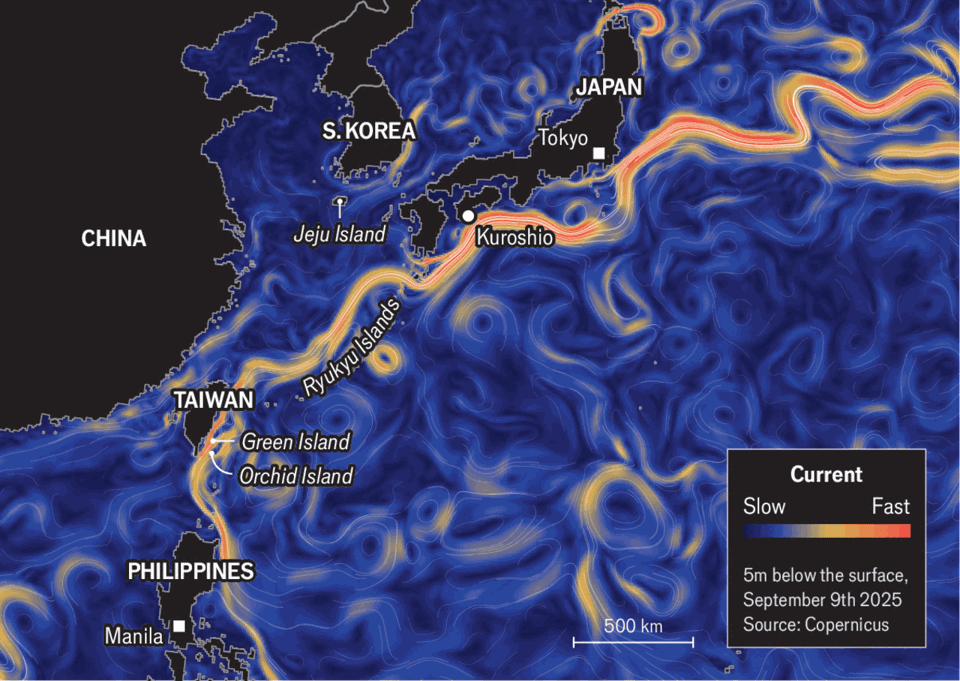 JAPAN
S. KOREA
Tokyo
Jeju Island
CHINA
Kuroshio
Ryukyu Islands
TAIWAN
Green Island
Orchid Island
PHILIPPINES
Manila
500 km
Current
Slow Fast
5m below the surface,
September 9th 2025
Source: Copernicus